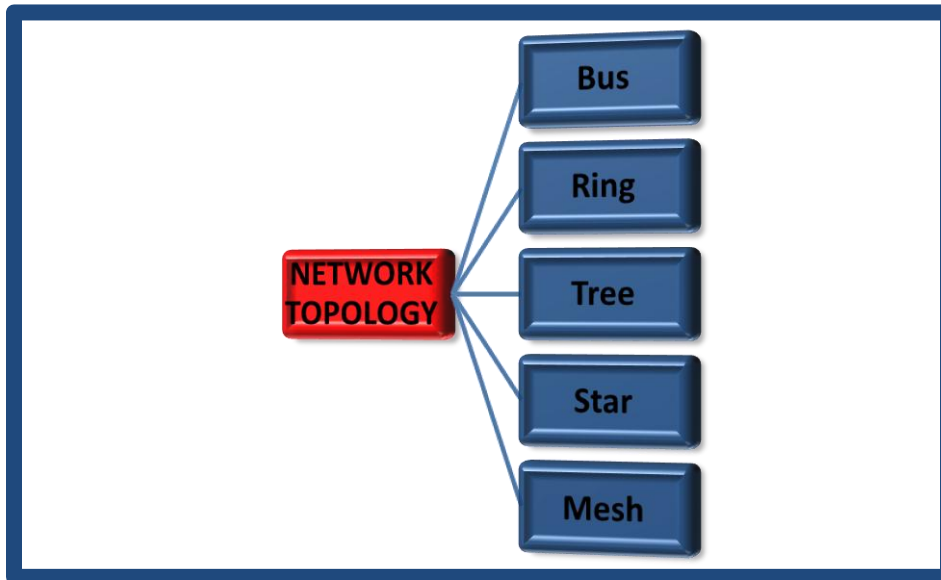 Bus
Ring
NETWORK
TOPOLOGY
Tree
Star
Mesh